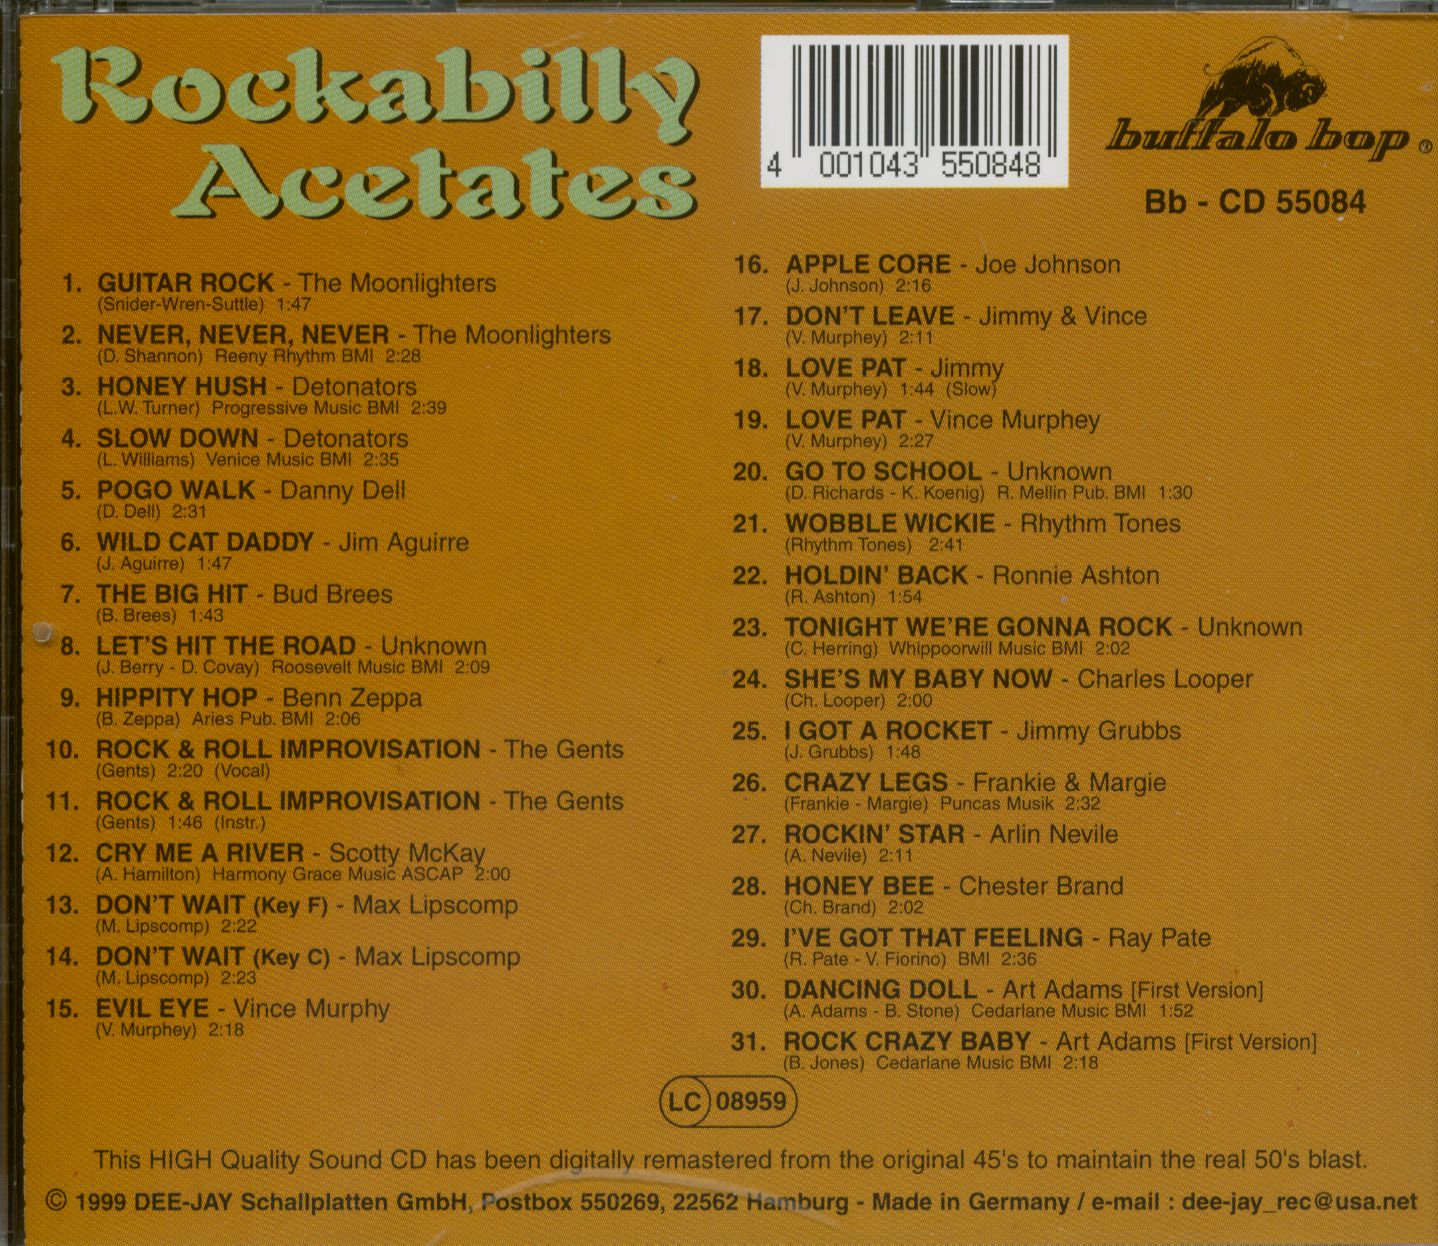 Rockabilly
Acetates
4 001043 550848
buffalo bop ®
Bb - CD 55084
1. GUITAR ROCK - The Moonlighters
(Snider-Wren-Suttle) 1:47
2. NEVER, NEVER, NEVER - The Moonlighters
(D. Shannon) Reeny Rhythm BMI 2:28
3. HONEY HUSH - Detonators
(L.W. Turner) Progressive Music BMI 2:39
4. SLOW DOWN - Detonators
(L. Williams) Venice Music BMI 2:35
5. POGO WALK - Danny Dell
(D. Dell) 2:31
6. WILD CAT DADDY - Jim Aguirre
(J. Aguirre) 1:47
7. THE BIG HIT - Bud Brees
(B. Brees) 1:43
8. LET'S HIT THE ROAD - Unknown
(J. Berry - D. Covay) Roosevelt Music BMI 2:09
9. HIPPITY HOP - Benn Zeppa
(B. Zeppa) Aries Pub. BMI 2:06
10. ROCK & ROLL IMPROVISATION - The Gents
(Gents) 2:20 (Vocal)
11. ROCK & ROLL IMPROVISATION - The Gents
(Gents) 1:46 (Instr.)
12. CRY ME A RIVER - Scotty McKay
(A. Hamilton) Harmony Grace Music ASCAP 2:00
13. DON'T WAIT (Key F) - Max Lipscomp
(M. Lipscomp) 2:22
14. DON'T WAIT (Key C) - Max Lipscomp
(M. Lipscomp) 2:23
15. EVIL EYE - Vince Murphy
(V. Murphey) 2:18
16. APPLE CORE - Joe Johnson
(J. Johnson) 2:16
17. DON'T LEAVE - Jimmy & Vince
(V. Murphey) 2:11
18. LOVE PAT - Jimmy
(V. Murphey) 1:44 (Slow)
19. LOVE PAT - Vince Murphey
(V. Murphey) 2:27
20. GO TO SCHOOL - Unknown
(D. Richards - K. Koenig) R. Mellin Pub. BMI 1:30
21. WOBBLE WICKIE - Rhythm Tones
(Rhythm Tones) 2:41
22. HOLDIN' BACK - Ronnie Ashton
(R. Ashton) 1:54
23. TONIGHT WE'RE GONNA ROCK - Unknown
(C. Herring) Whippoorwill Music BMI 2:02
24. SHE'S MY BABY NOW - Charles Looper
(Ch. Looper) 2:00
25. I GOT A ROCKET - Jimmy Grubbs
(J. Grubbs) 1:48
26. CRAZY LEGS - Frankie & Margie
(Frankie - Margie) Puncas Musik 2:32
27. ROCKIN' STAR - Arlin Nevile
(A. Nevile) 2:11
28. HONEY BEE - Chester Brand
(Ch. Brand) 2:02
29. I'VE GOT THAT FEELING - Ray Pate
(R. Pate - V. Fiorino) BMI 2:36
30. DANCING DOLL - Art Adams [First Version]
(A. Adams - B. Stone) Cedarlane Music BMI 1:52
31. ROCK CRAZY BABY - Art Adams [First Version]
(B. Jones) Cedarlane Music BMI 2:18
LC 08959
This HIGH Quality Sound CD has been digitally remastered from the original 45's to maintain the real 50's blast.
© 1999 DEE-JAY Schallplatten GmbH, Postbox 550269, 22562 Hamburg - Made in Germany / e-mail : dee-jay_rec@usa.net